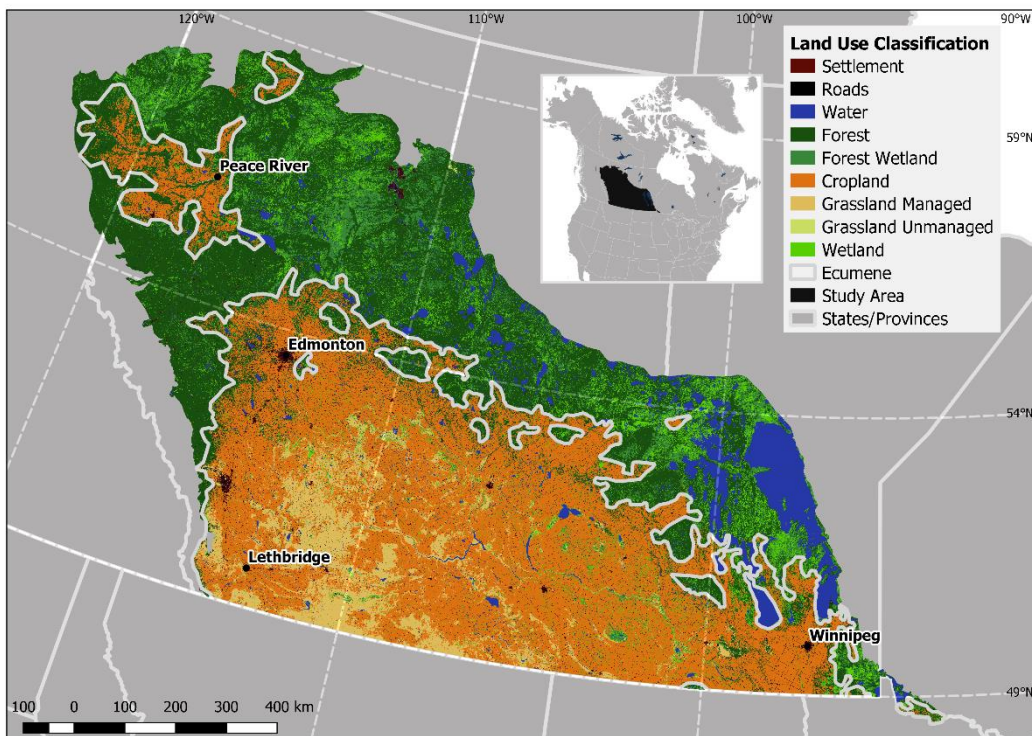 120°W
110°W
100°W
90°W
Land Use Classification
Settlement
Roads
Water
Forest
Forest Wetland
Cropland
Grassland Managed
Grassland Unmanaged
Wetland
Ecumene
Study Area
States/Provinces
59°N
Peace River
Edmonton
54°N
Lethbridge
Winnipeg
49°N
100 0 100 200 300 400 km